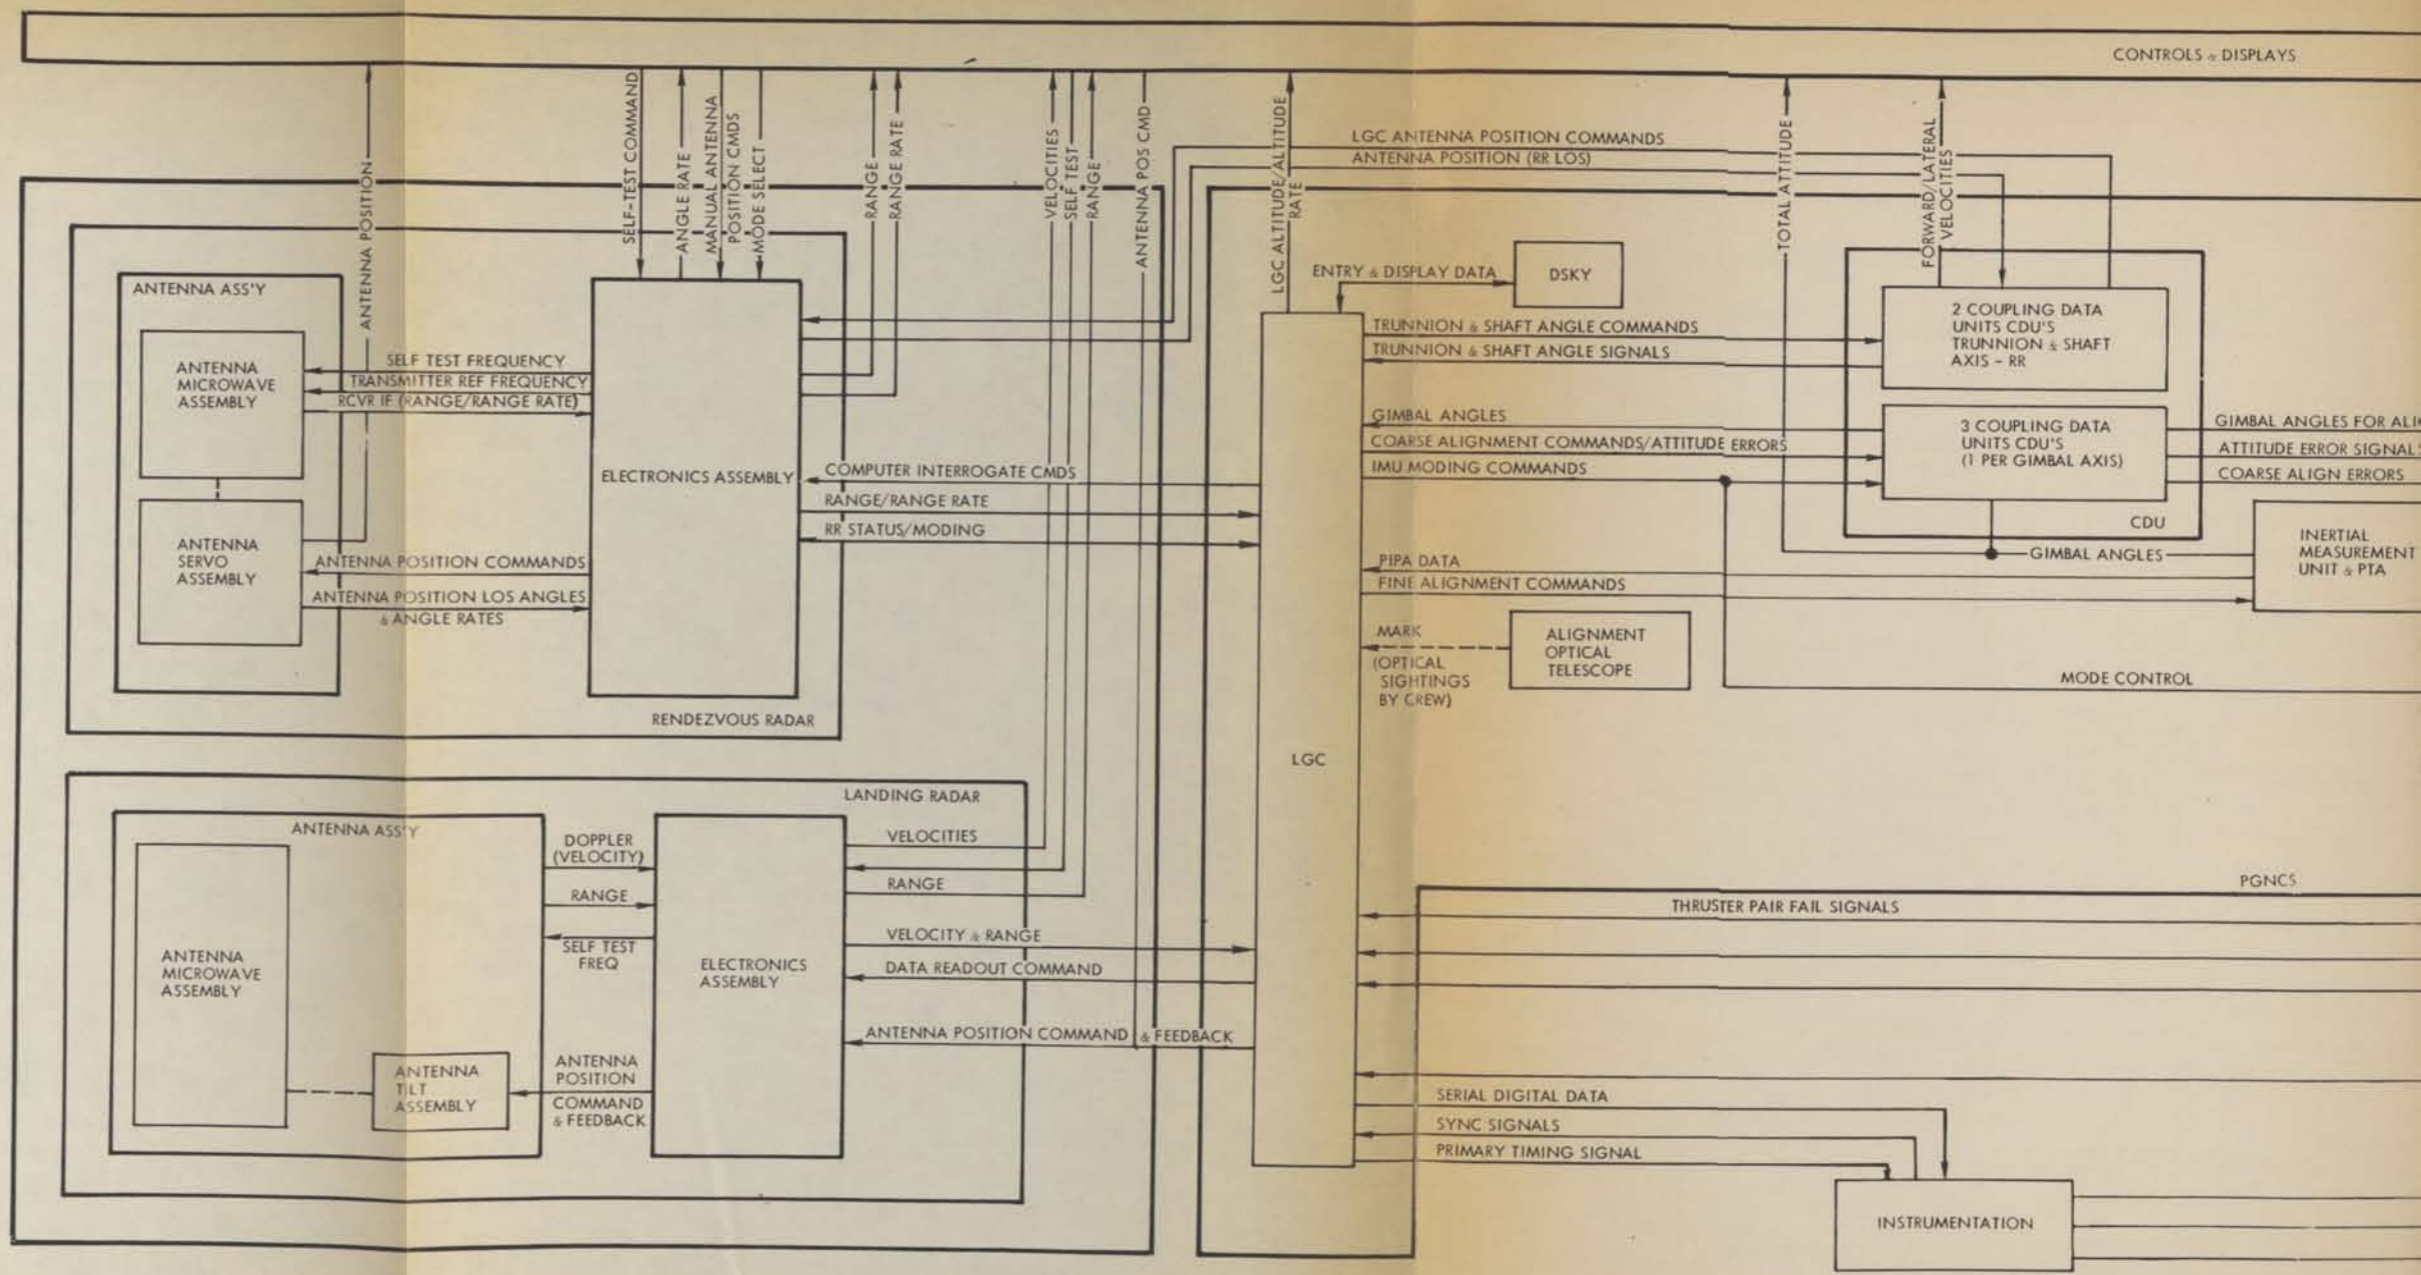 CONTROLS & DISPLAYS
ANTENNA POSITION
SELF-TEST COMMAND
ANGLE RATE
MANUAL ANTENNA
POSITION CMDS
MODE SELECT
RANGE
RANGE RATE
VELOCITIES
SELF TEST
RANGE
ANTENNA POS CMD
LGC ALTITUDE/ALTITUDE
RATE
LGC ANTENNA POSITION COMMANDS
ANTENNA POSITION (RR LOS)
TOTAL ATTITUDE
FORWARD/LATERAL
VELOCITIES
ANTENNA ASS'Y
ANTENNA
MICROWAVE
ASSEMBLY
SELF TEST FREQUENCY
TRANSMITTER REF FREQUENCY
RCVR IF (RANGE/RANGE RATE)
ANTENNA
SERVO
ASSEMBLY
ANTENNA POSITION COMMANDS
ANTENNA POSITION LOS ANGLES
& ANGLE RATES
ELECTRONICS ASSEMBLY
RENDEZVOUS RADAR
COMPUTER INTERROGATE CMDS
RANGE/RANGE RATE
RR STATUS/MODING
ENTRY & DISPLAY DATA
DSKY
TRUNNION & SHAFT ANGLE COMMANDS
TRUNNION & SHAFT ANGLE SIGNALS
2 COUPLING DATA
UNITS CDU'S
TRUNNION & SHAFT
AXIS - RR
GIMBAL ANGLES
COARSE ALIGNMENT COMMANDS/ATTITUDE ERRORS
IMU MODING COMMANDS
3 COUPLING DATA
UNITS CDU'S
(1 PER GIMBAL AXIS)
CDU
GIMBAL ANGLES FOR
ATTITUDE ERROR SIGNALS
COARSE ALIGN ERRORS
GIMBAL ANGLES
INERTIAL
MEASUREMENT
UNIT & PTA
PIPA DATA
FINE ALIGNMENT COMMANDS
MARK
(OPTICAL
SIGHTINGS
BY CREW)
ALIGNMENT
OPTICAL
TELESCOPE
MODE CONTROL
LGC
LANDING RADAR
ANTENNA ASS'Y
ANTENNA
MICROWAVE
ASSEMBLY
ANTENNA
TILT
ASSEMBLY
DOPPLER
(VELOCITY)
RANGE
SELF TEST
FREQ
ANTENNA
POSITION
COMMAND
& FEEDBACK
ELECTRONICS
ASSEMBLY
VELOCITIES
RANGE
VELOCITY & RANGE
DATA READOUT COMMAND
ANTENNA POSITION COMMAND & FEEDBACK
PGNCS
THRUSTER PAIR FAIL SIGNALS
SERIAL DIGITAL DATA
SYNC SIGNALS
PRIMARY TIMING SIGNAL
INSTRUMENTATION